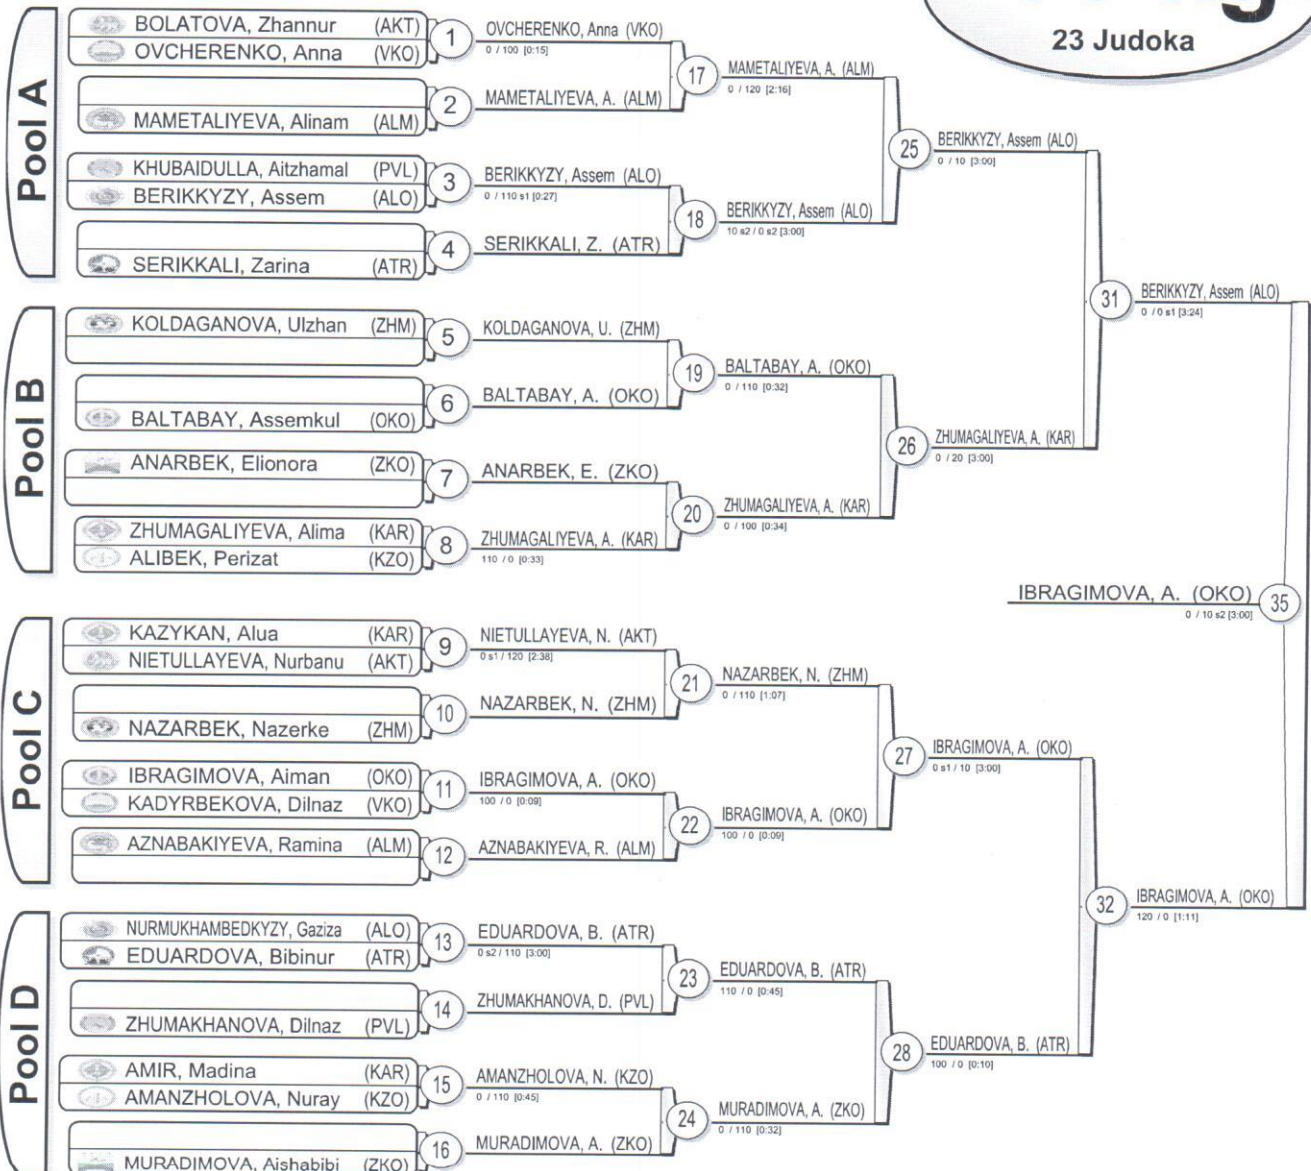 23 Judoka
Pool A
BOLATOVA, Zhannur (AKT)
OVCHERENKO, Anna (VKO)
1
OVCHERENKO, Anna (VKO)
0 / 100 [0:15]
MAMETALIYEVA, Alinam (ALM)
2
MAMETALIYEVA, A. (ALM)
17
MAMETALIYEVA, A. (ALM)
0 / 120 [2:16]
KHUBAIDULLA, Aitzhamal (PVL)
BERIKKYZY, Assem (ALO)
3
BERIKKYZY, Assem (ALO)
0 / 110 s1 [0:27]
SERIKKALI, Zarina (ATR)
4
SERIKKALI, Z. (ATR)
18
BERIKKYZY, Assem (ALO)
10 s2 / 0 s2 [3:00]
25
BERIKKYZY, Assem (ALO)
0 / 10 [3:00]
Pool B
KOLDAGANOVA, Ulzhan (ZHM)
5
KOLDAGANOVA, U. (ZHM)
BALTABAY, Assemkul (OKO)
6
BALTABAY, A. (OKO)
19
BALTABAY, A. (OKO)
0 / 110 [0:32]
ANARBEK, Elionora (ZKO)
7
ANARBEK, E. (ZKO)
ZHUMAGALIYEVA, Alima (KAR)
ALIBEK, Perizat (KZO)
8
ZHUMAGALIYEVA, A. (KAR)
110 / 0 [0:33]
20
ZHUMAGALIYEVA, A. (KAR)
0 / 100 [0:34]
26
ZHUMAGALIYEVA, A. (KAR)
0 / 20 [3:00]
31
BERIKKYZY, Assem (ALO)
0 / 0 s1 [3:24]
Pool C
KAZYKAN, Alua (KAR)
NIETULLAYEVA, Nurbanu (AKT)
9
NIETULLAYEVA, N. (AKT)
0 s1 / 120 [2:38]
NAZARBEK, Nazerke (ZHM)
10
NAZARBEK, N. (ZHM)
21
NAZARBEK, N. (ZHM)
0 / 110 [1:07]
IBRAGIMOVA, Aiman (OKO)
KADYRBEKOVA, Dilnaz (VKO)
11
IBRAGIMOVA, A. (OKO)
100 / 0 [0:09]
AZNABAKIYEVA, Ramina (ALM)
12
AZNABAKIYEVA, R. (ALM)
22
IBRAGIMOVA, A. (OKO)
100 / 0 [0:09]
27
IBRAGIMOVA, A. (OKO)
0 s1 / 10 [3:00]
Pool D
NURMUKHAMBEDKYZY, Gaziza (ALO)
EDUARDOVA, Bibinur (ATR)
13
EDUARDOVA, B. (ATR)
0 s2 / 110 [3:00]
ZHUMAKHANOVA, Dilnaz (PVL)
14
ZHUMAKHANOVA, D. (PVL)
23
EDUARDOVA, B. (ATR)
110 / 0 [0:45]
AMIR, Madina (KAR)
AMANZHOLOVA, Nuray (KZO)
15
AMANZHOLOVA, N. (KZO)
0 / 110 [0:45]
MURADIMOVA, Aishabibi (ZKO)
16
MURADIMOVA, A. (ZKO)
24
MURADIMOVA, A. (ZKO)
0 / 110 [0:32]
28
EDUARDOVA, B. (ATR)
100 / 0 [0:10]
32
IBRAGIMOVA, A. (OKO)
120 / 0 [1:11]
IBRAGIMOVA, A. (OKO)
0 / 10 s2 [3:00]
35